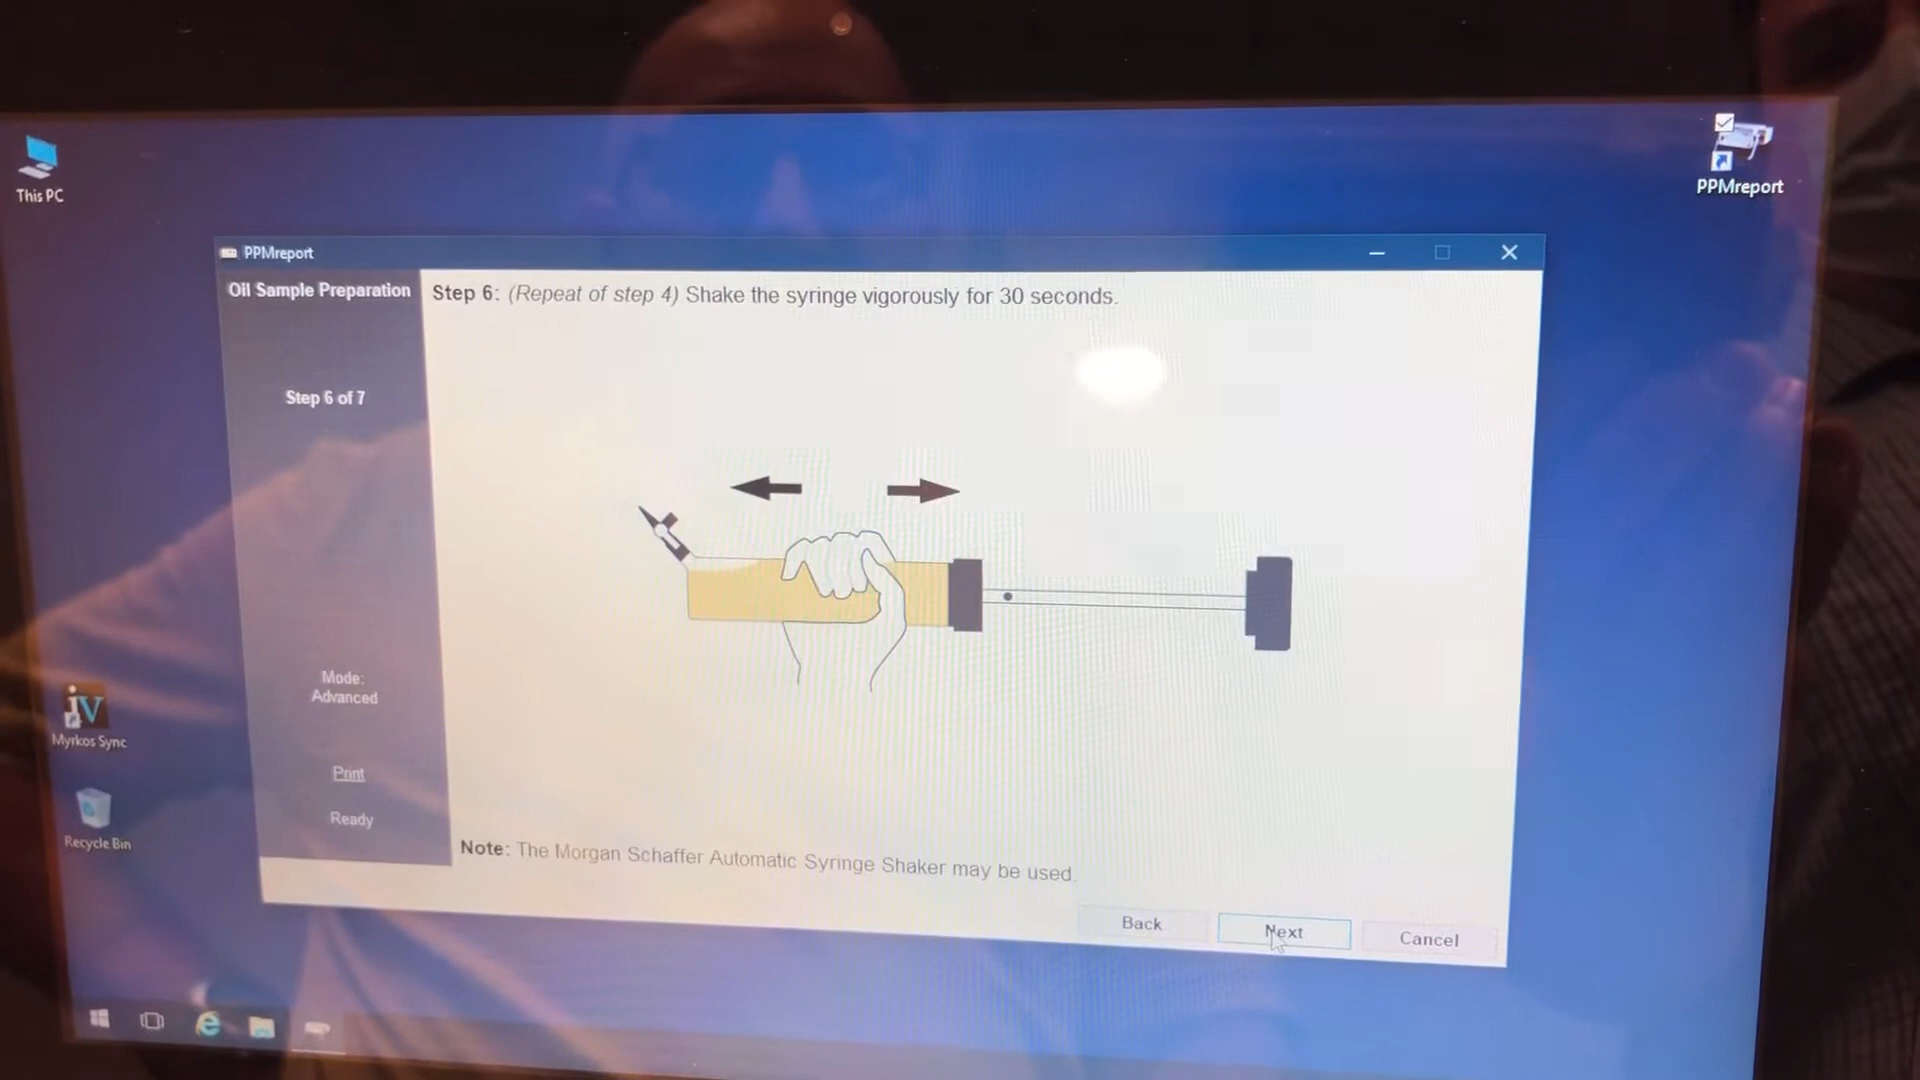 This PC
PPMreport
PPMreport
Oil Sample Preparation
Step 6: (Repeat of step 4) Shake the syringe vigorously for 30 seconds.
Step 6 of 7
Mode:
Advanced
Print
Ready
Note: The Morgan Schaffer Automatic Syringe Shaker may be used.
Back
Next
Cancel
iV
Myrkos Sync
Recycle Bin